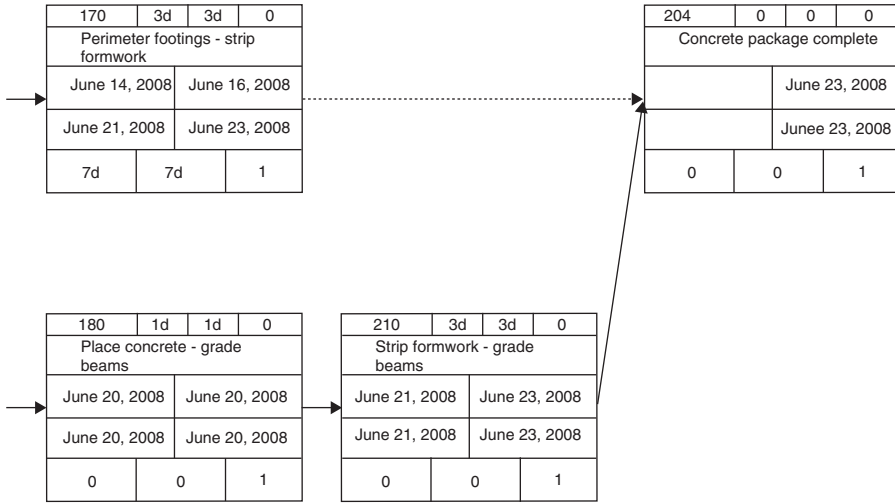 170 3d 3d 0
Perimeter footings - strip
formwork
June 14, 2008 June 16, 2008
June 21, 2008 June 23, 2008
7d 7d 1
204 0 0 0
Concrete package complete
June 23, 2008
Junee 23, 2008
0 0 1
180 1d 1d 0
Place concrete - grade
beams
June 20, 2008 June 20, 2008
June 20, 2008 June 20, 2008
0 0 1
210 3d 3d 0
Strip formwork - grade
beams
June 21, 2008 June 23, 2008
June 21, 2008 June 23, 2008
0 0 1